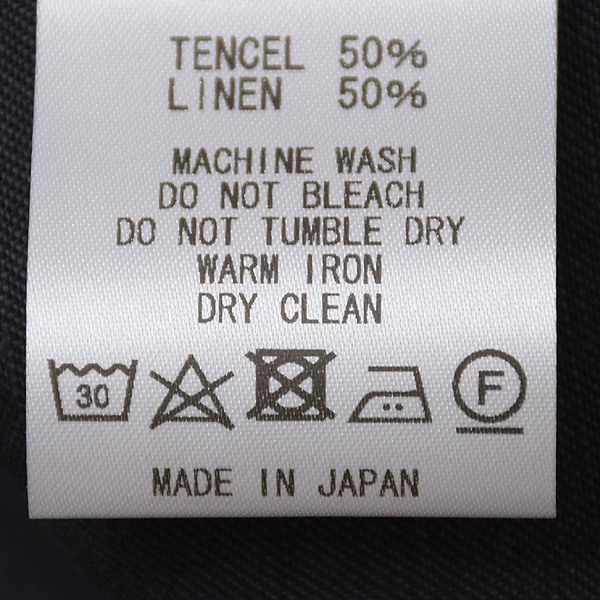 TENCEL 50%
LINEN 50%
MACHINE WASH
DO NOT BLEACH
DO NOT TUMBLE DRY
WARM IRON
DRY CLEAN
30 F
MADE IN JAPAN